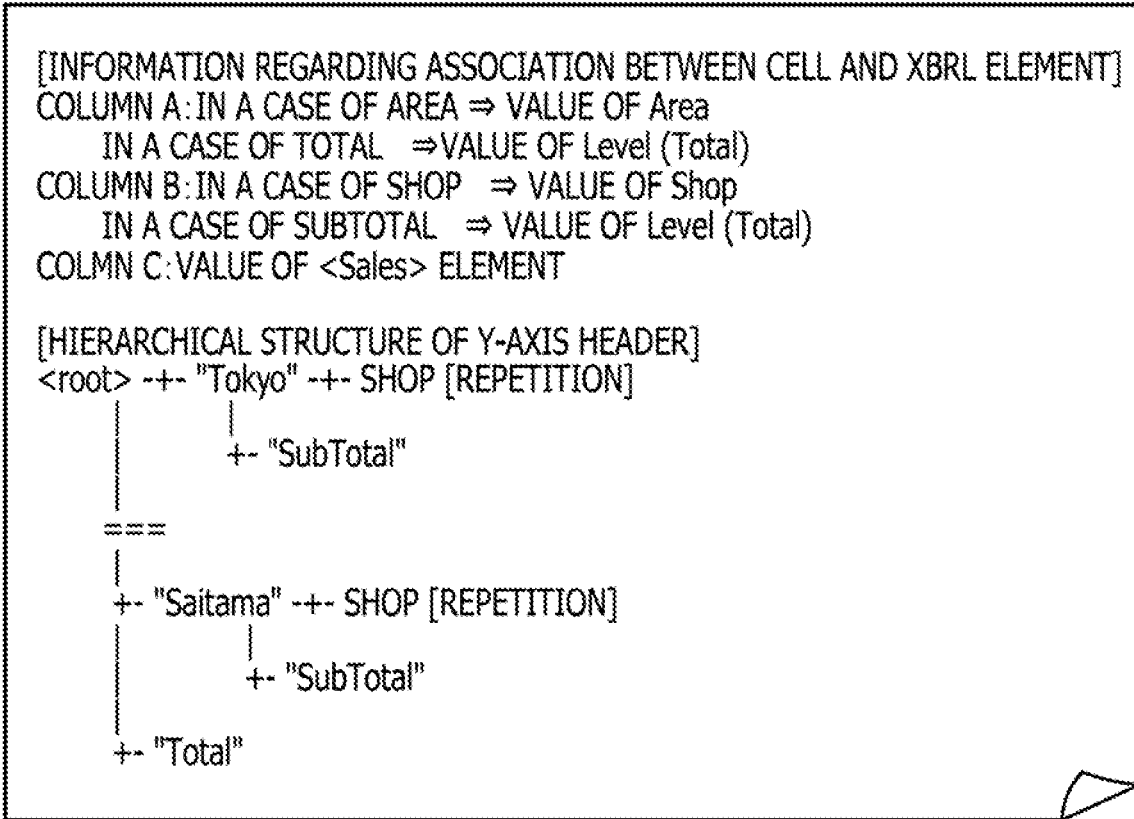 [INFORMATION REGARDING ASSOCIATION BETWEEN CELL AND XBRL ELEMENT]
COLUMN A:IN A CASE OF AREA ⇒ VALUE OF Area
IN A CASE OF TOTAL ⇒VALUE OF Level (Total)
COLUMN B:IN A CASE OF SHOP ⇒ VALUE OF Shop
IN A CASE OF SUBTOTAL ⇒ VALUE OF Level (Total)
COLMN C:VALUE OF <Sales> ELEMENT
[HIERARCHICAL STRUCTURE OF Y-AXIS HEADER]
<root> -+- "Tokyo" -+- SHOP [REPETITION]
+- "SubTotal"
===
+- "Saitama" -+- SHOP [REPETITION]
+- "SubTotal"
+- "Total"